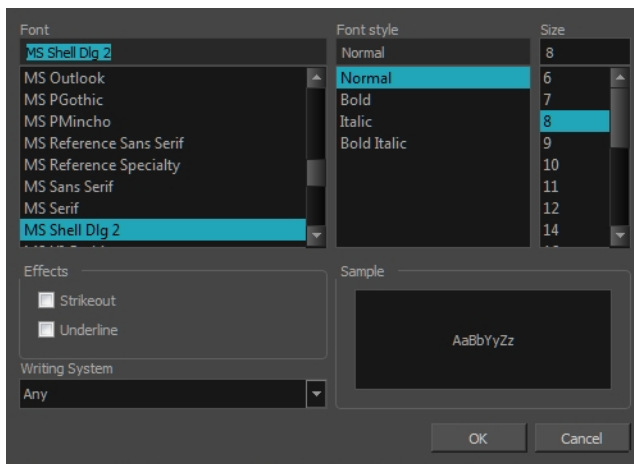 Font
MS Shell Dlg 2
MS Outlook
MS PGothic
MS PMincho
MS Reference Sans Serif
MS Reference Specialty
MS Sans Serif
MS Serif
MS Shell Dlg 2
Font style
Normal
Normal
Bold
Italic
Bold Italic
Size
8
6
7
8
9
10
11
12
14
Effects
Strikeout
Underline
Sample
AaBbYyZz
Writing System
Any
OK
Cancel